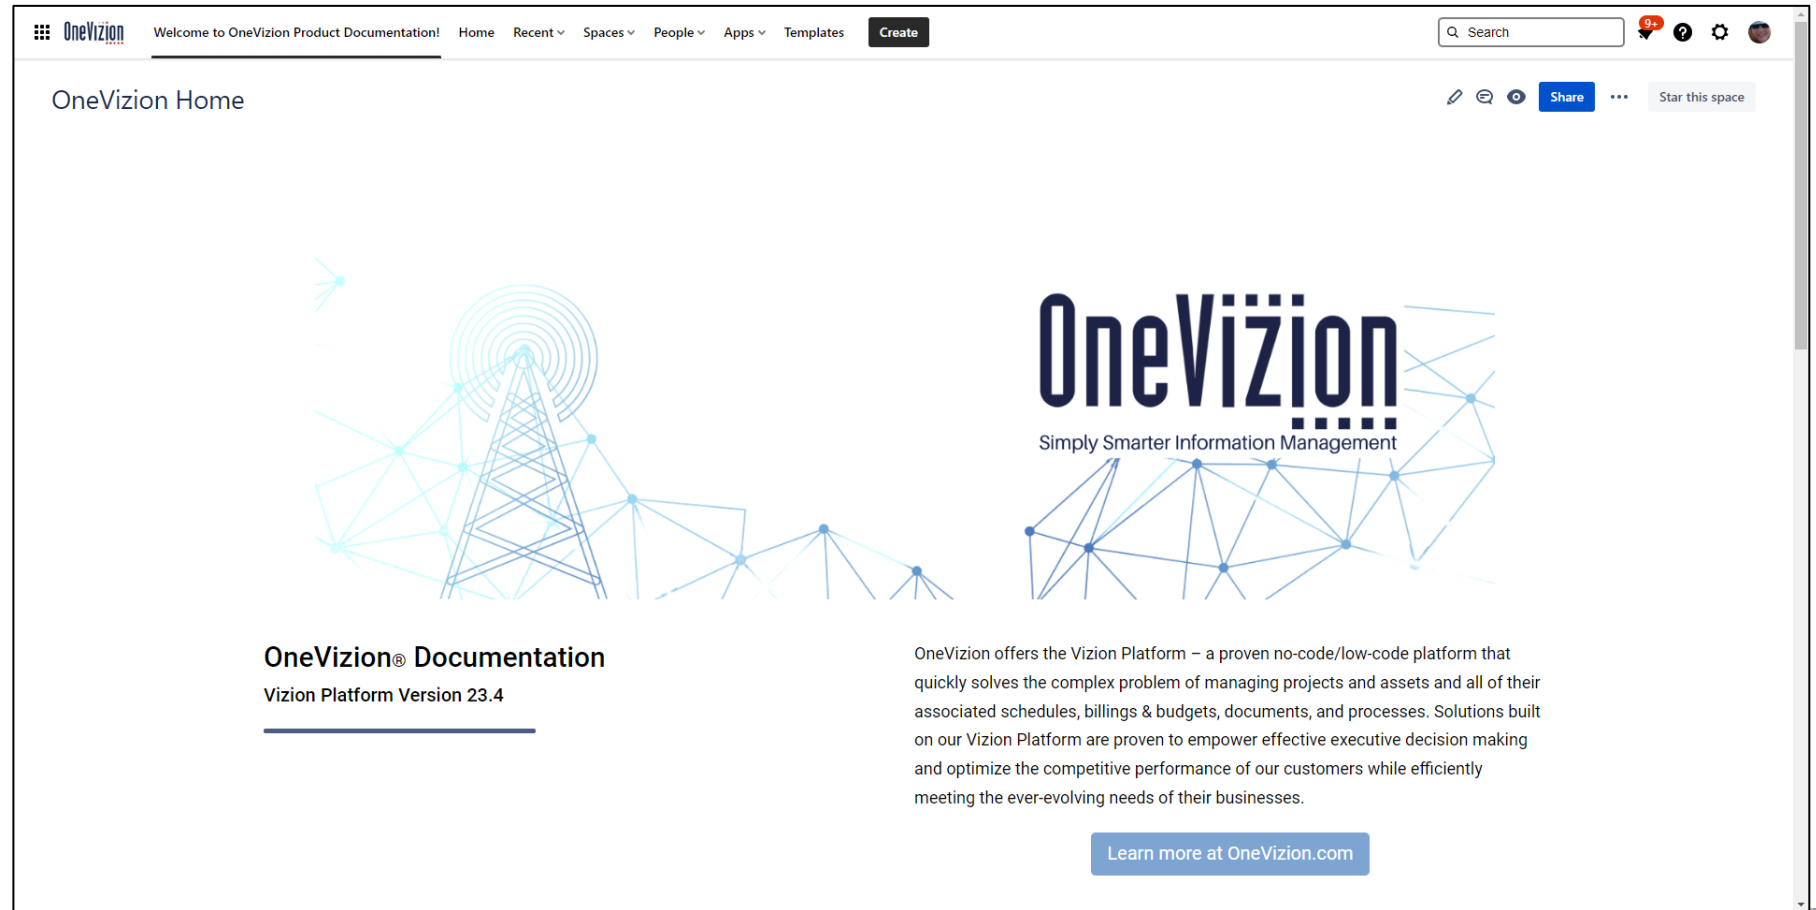 OneVizion
Welcome to OneVizion Product Documentation! Home Recent Spaces People Apps Templates Create
Search
9+
OneVizion Home
Share
Star this space
OneVizion
Simply Smarter Information Management
OneVizion® Documentation
Vizion Platform Version 23.4
OneVizion offers the Vizion Platform – a proven no-code/low-code platform that
quickly solves the complex problem of managing projects and assets and all of their
associated schedules, billings & budgets, documents, and processes. Solutions built
on our Vizion Platform are proven to empower effective executive decision making
and optimize the competitive performance of our customers while efficiently
meeting the ever-evolving needs of their businesses.
Learn more at OneVizion.com